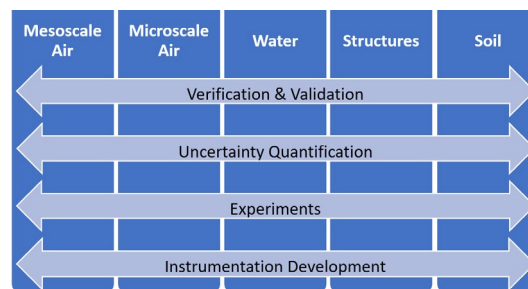 Mesoscale Microscale Water Structures Soil
Air Air
Verification & Validation
Uncertainty Quantification
Experiments
Instrumentation Development